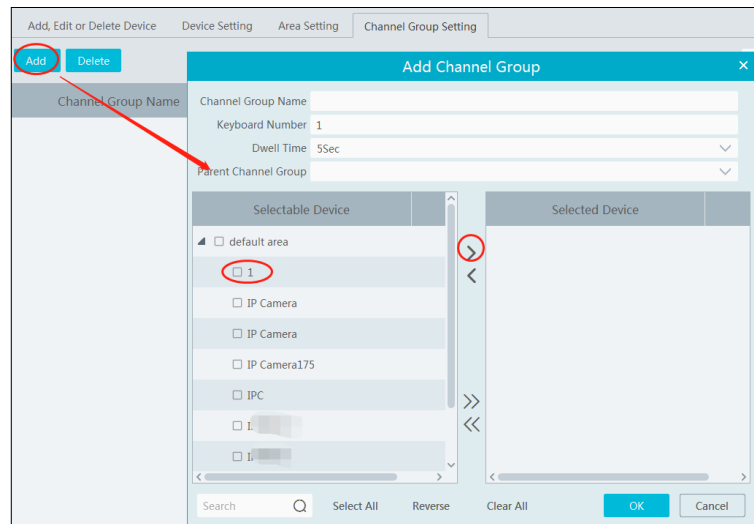 Add, Edit or Delete Device Device Setting Area Setting Channel Group Setting
Add Delete
Add Channel Group
Channel Group Name
Channel Group Name
Keyboard Number 1
Dwell Time 5Sec
Parent Channel Group
Selectable Device Selected Device
default area
1
IP Camera
IP Camera
IP Camera175
IPC
Search Select All Reverse Clear All OK Cancel